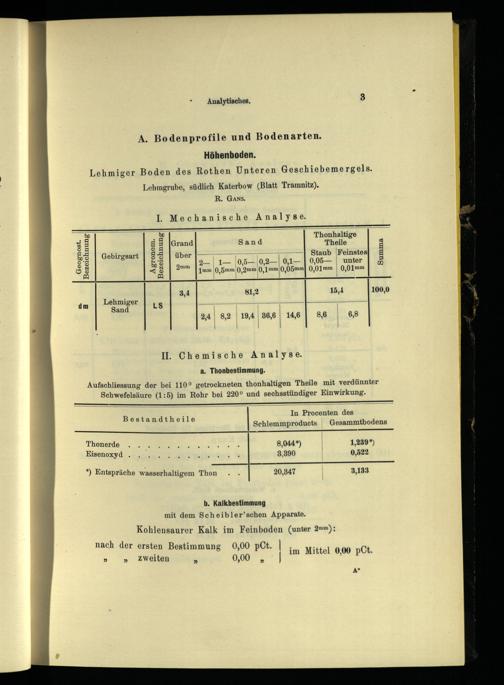 Analytisches. 3
A. Bodenprofile und Bodenarten.
Höhenboden.
Lehmiger Boden des Rothen Unteren Geschiebemergels.
Lehmgrube, südlich Katerbow (Blatt Tramnitz).
R. Gans.
I. Mechanische Analyse.
Geognost. Bezeichnung
Gebirgsart
Agronom. Bezeichnung
Grand über 2mm
Sand
2—1mm 1—0,5mm 0,5—0,2mm 0,2—0,1mm 0,1—0,05mm
Thonhaltige Theile
Staub 0,05—0,01mm Feinstes unter 0,01mm
Summa
dm Lehmiger Sand LS 3,4 81,2 15,4 100,0
2,4 8,2 19,4 36,6 14,6 8,6 6,8
II. Chemische Analyse.
a. Thonbestimmung.
Aufschliessung der bei 110° getrockneten thonhaltigen Theile mit verdünnter
Schwefelsäure (1:5) im Rohr bei 220° und sechsstündiger Einwirkung.
Bestandtheile
In Procenten des
Schlemmproducts Gesammtbodens
Thonerde . . . . . . . . . . . . 8,044*) 1,239*)
Eisenoxyd . . . . . . . . . . . . 3,390 0,522
*) Entspräche wasserhaltigem Thon . . 20,347 3,133
b. Kalkbestimmung
mit dem Scheibler'schen Apparate.
Kohlensaurer Kalk im Feinboden (unter 2mm):
nach der ersten Bestimmung 0,00 pCt.
im Mittel 0,00 pCt.
„ „ zweiten „ 0,00 „
A*